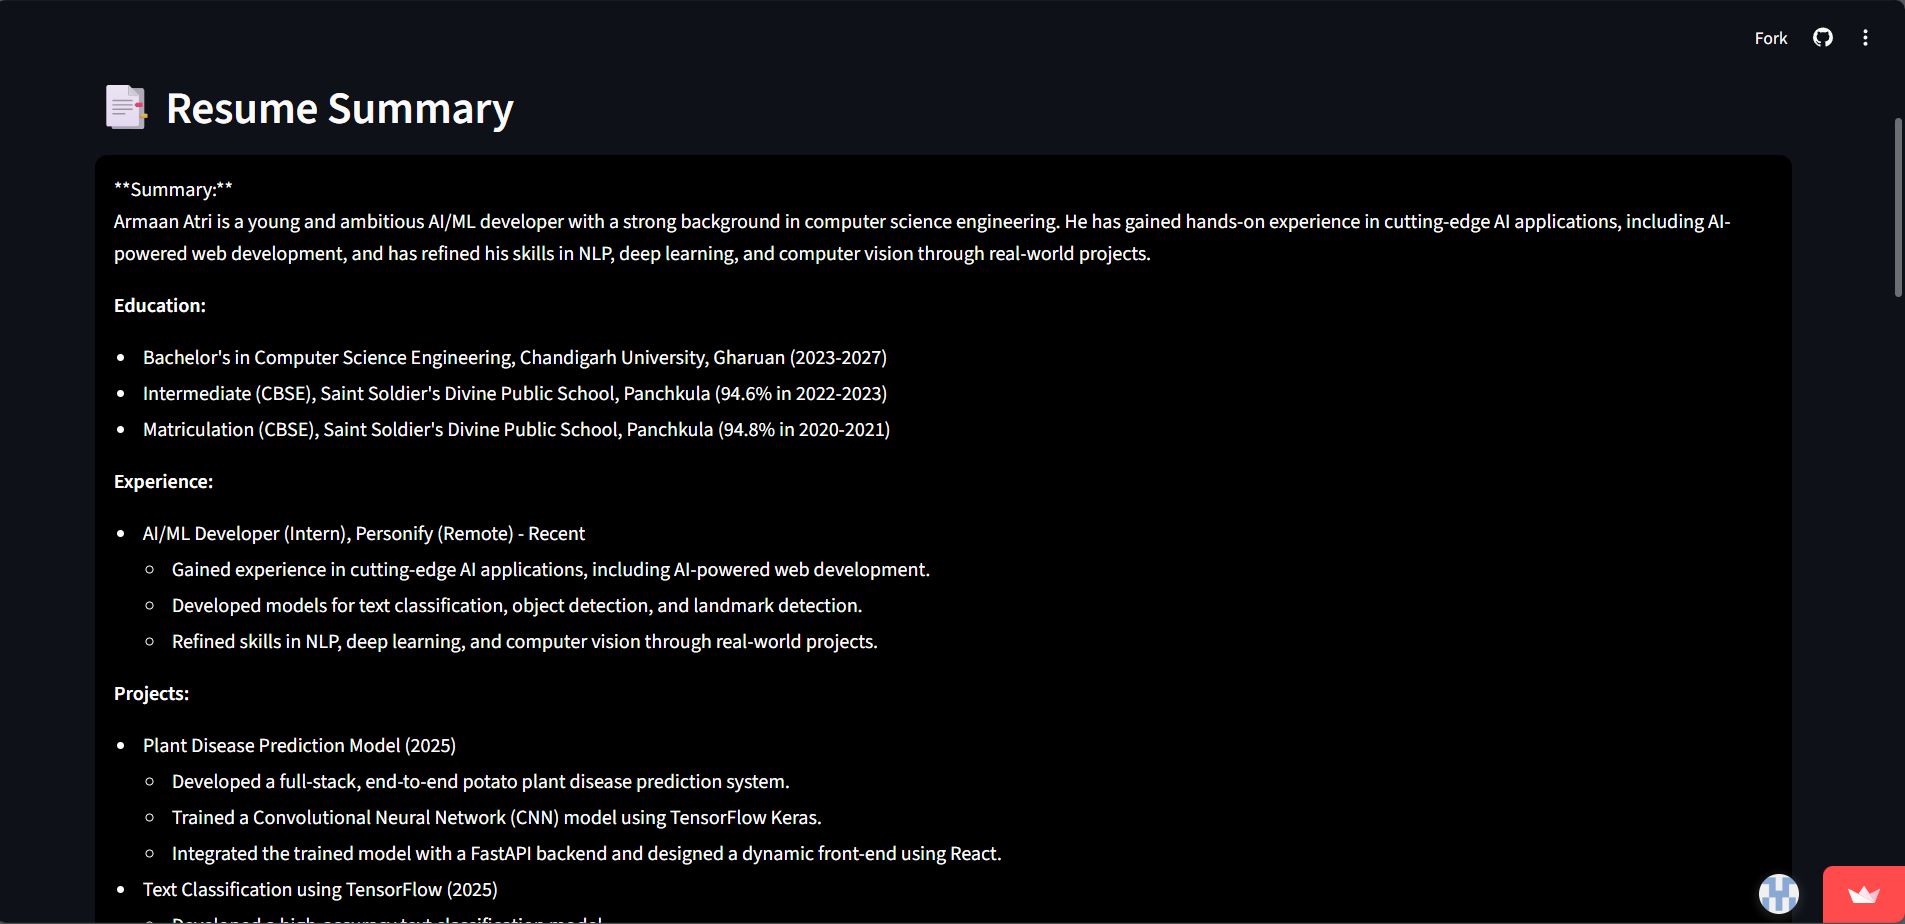 Fork
Resume Summary
**Summary:**
Armaan Atri is a young and ambitious AI/ML developer with a strong background in computer science engineering. He has gained hands-on experience in cutting-edge AI applications, including AI-
powered web development, and has refined his skills in NLP, deep learning, and computer vision through real-world projects.
Education:
Bachelor's in Computer Science Engineering, Chandigarh University, Gharuan (2023-2027)
Intermediate (CBSE), Saint Soldier's Divine Public School, Panchkula (94.6% in 2022-2023)
Matriculation (CBSE), Saint Soldier's Divine Public School, Panchkula (94.8% in 2020-2021)
Experience:
AI/ML Developer (Intern), Personify (Remote) - Recent
Gained experience in cutting-edge AI applications, including AI-powered web development.
Developed models for text classification, object detection, and landmark detection.
Refined skills in NLP, deep learning, and computer vision through real-world projects.
Projects:
Plant Disease Prediction Model (2025)
Developed a full-stack, end-to-end potato plant disease prediction system.
Trained a Convolutional Neural Network (CNN) model using TensorFlow Keras.
Integrated the trained model with a FastAPI backend and designed a dynamic front-end using React.
Text Classification using TensorFlow (2025)
Developed a high-accuracy text classification model